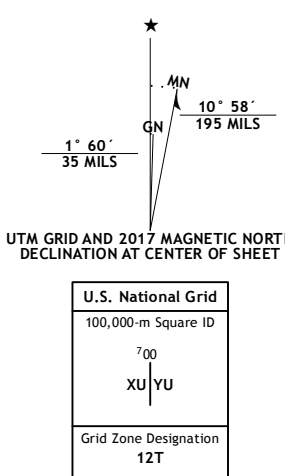 ★
MN
GN
10° 58´
195 MILS
1° 60´
35 MILS
UTM GRID AND 2017 MAGNETIC NORT
DECLINATION AT CENTER OF SHEET
U.S. National Grid
100,000-m Square ID
⁷00
XU YU
Grid Zone Designation
12T